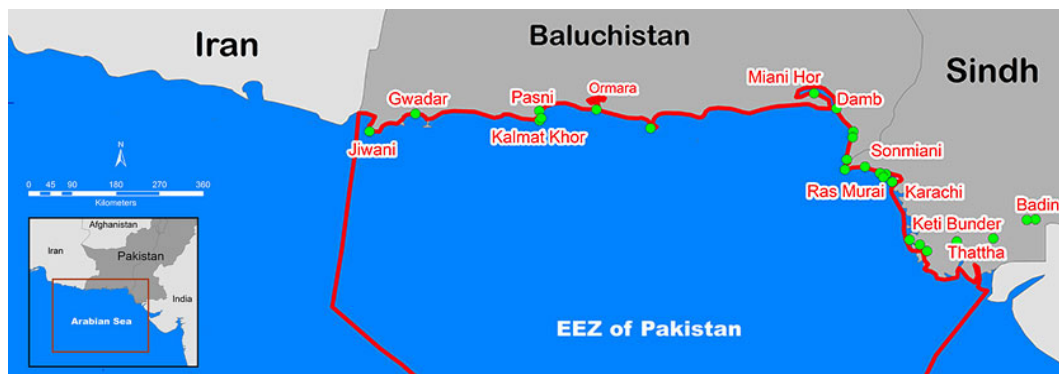 Iran
Baluchistan
Sindh
Gwadar
Pasni
Ormara
Miani Hor
Damb
Jiwani
Kalmat Khor
Sonmiani
Ras Murai
Karachi
Keti Bunder
Badin
Thattha
EEZ of Pakistan
N
0 45 90 180 270 360
Kilometers
Afghanistan
Iran
Pakistan
India
Arabian Sea